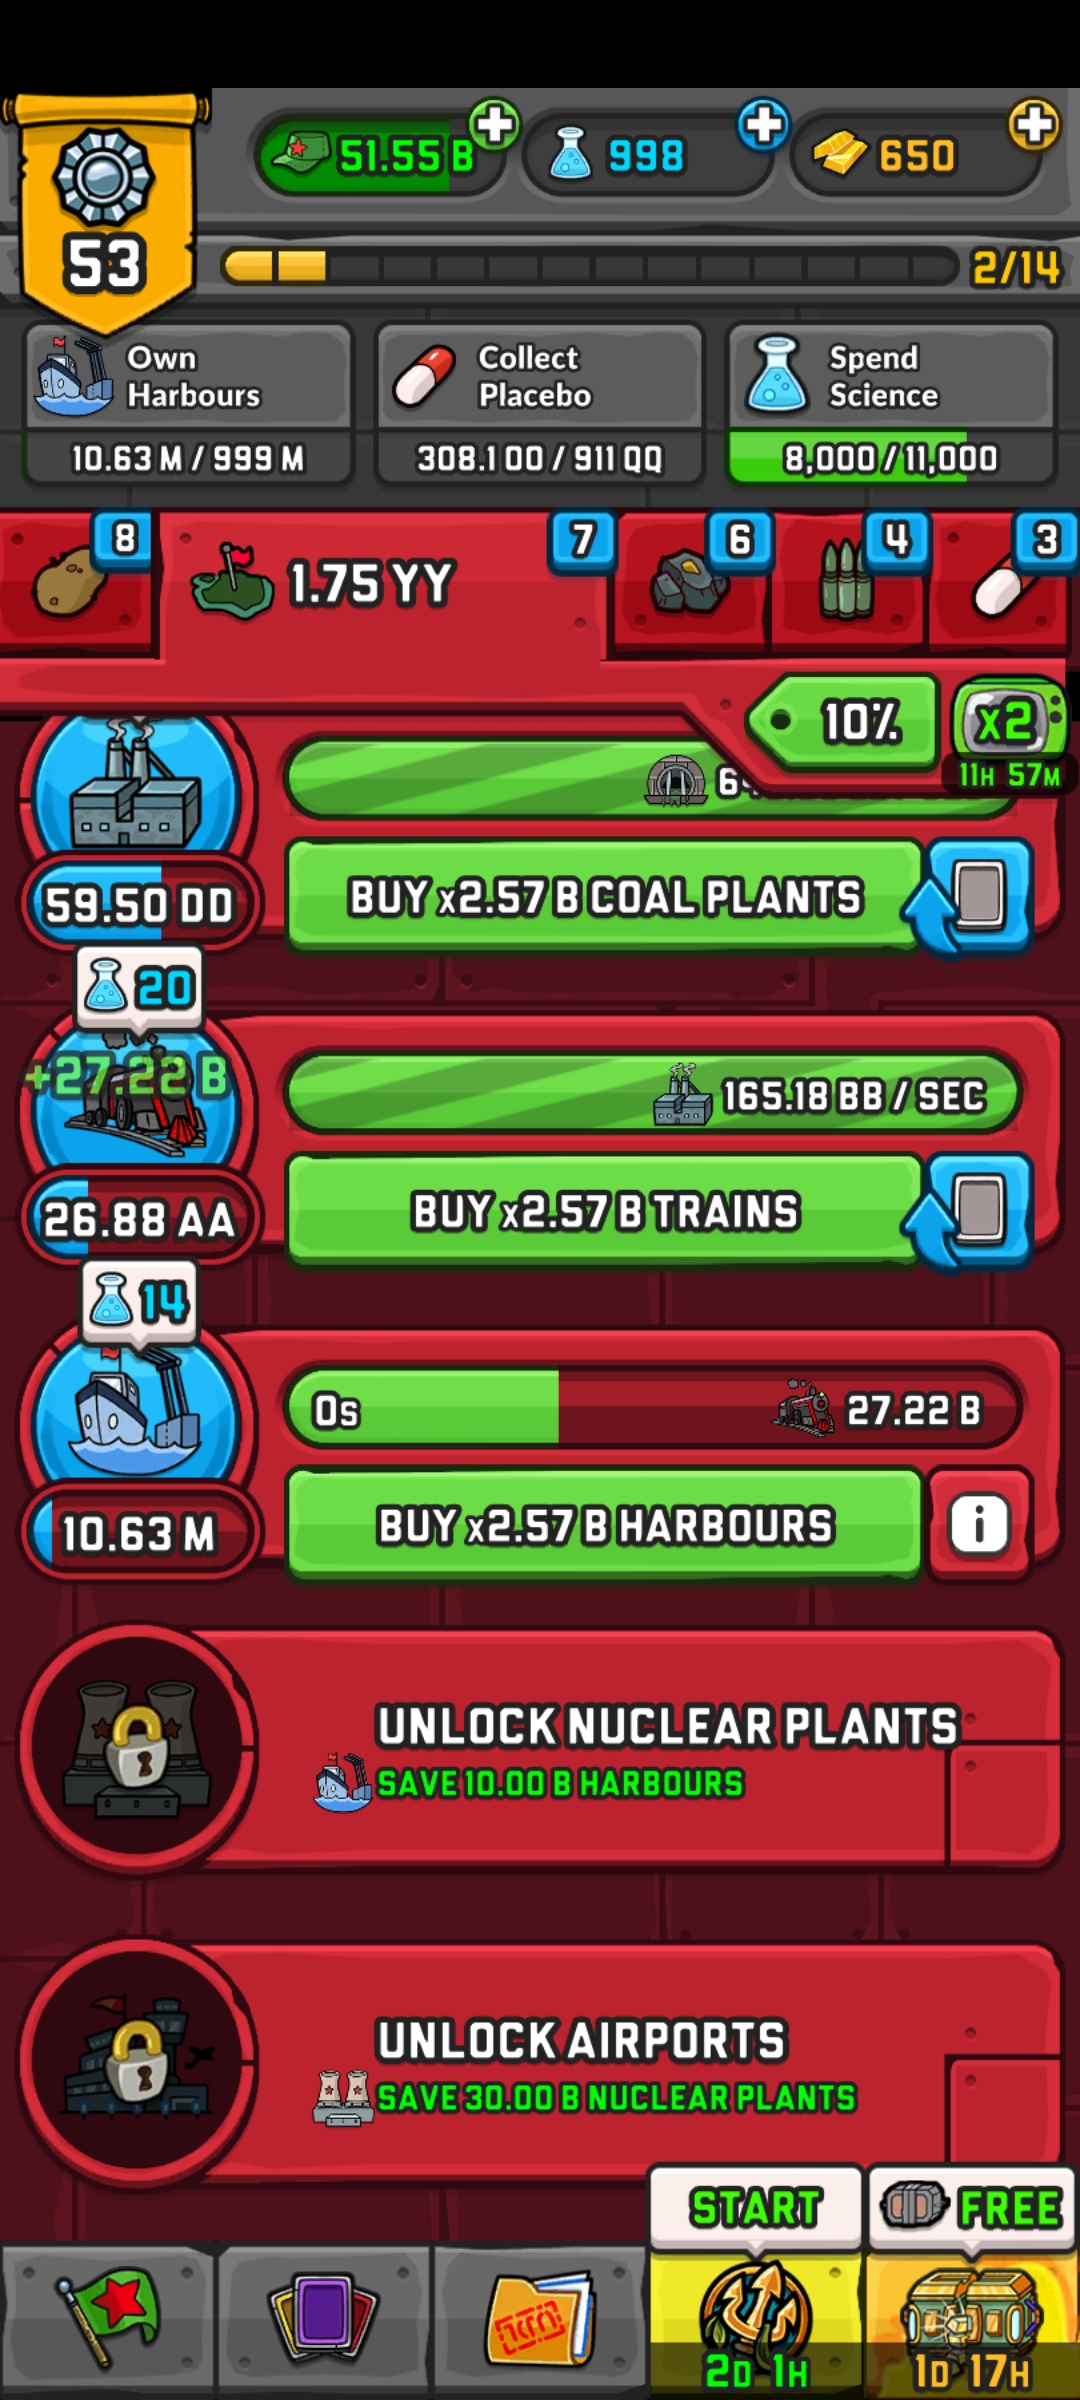 53
51.55 B
998
650
2/14
Own
Harbours
10.63 M / 999 M
Collect
Placebo
308.1 OO / 911 QQ
Spend
Science
8,000 / 11,000
8
1.75 YY
7
6
4
3
10%
x2
11H 57M
59.50 DD
BUY x2.57 B COAL PLANTS
20
+27.22 B
165.18 BB / SEC
26.88 AA
BUY x2.57 B TRAINS
14
0s
27.22 B
10.63 M
BUY x2.57 B HARBOURS
i
UNLOCK NUCLEAR PLANTS
SAVE 10.00 B HARBOURS
UNLOCK AIRPORTS
SAVE 30.00 B NUCLEAR PLANTS
START
FREE
2D 1H
1D 17H